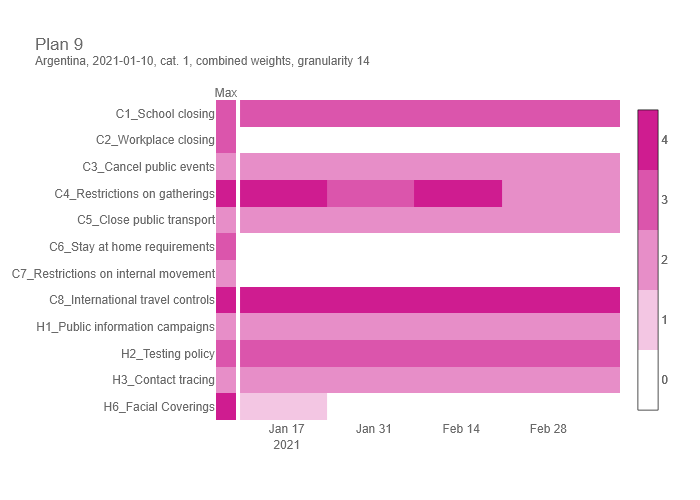 Plan 9
Argentina, 2021-01-10, cat. 1, combined weights, granularity 14
Max
C1_School closing
C2_Workplace closing
C3_Cancel public events
C4_Restrictions on gatherings
C5_Close public transport
C6_Stay at home requirements
C7_Restrictions on internal movement
C8_International travel controls
H1_Public information campaigns
H2_Testing policy
H3_Contact tracing
H6_Facial Coverings
Jan 17 Jan 31 Feb 14 Feb 28
2021
4
3
2
1
0